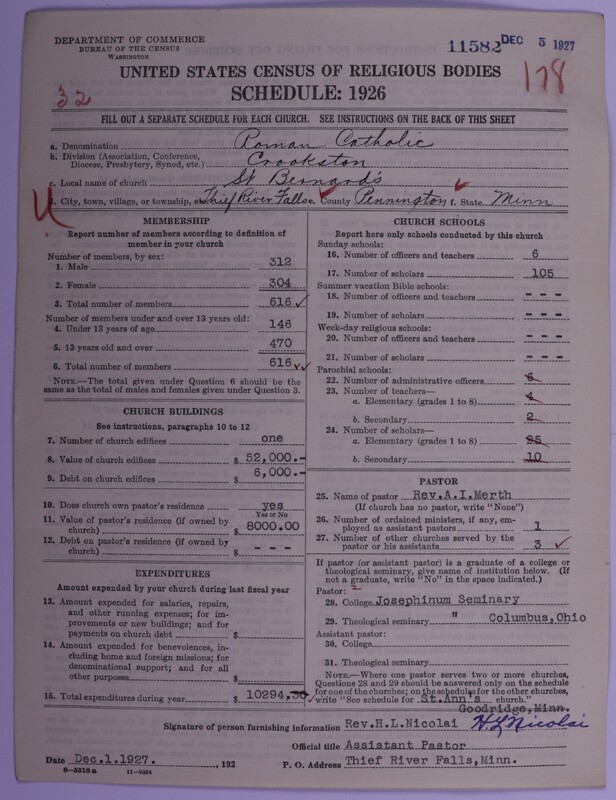 DEPARTMENT OF COMMERCE
BUREAU OF THE CENSUS
WASHINGTON
11582 DEC 5 1927
UNITED STATES CENSUS OF RELIGIOUS BODIES
SCHEDULE: 1926
32
178
FILL OUT A SEPARATE SCHEDULE FOR EACH CHURCH. SEE INSTRUCTIONS ON THE BACK OF THIS SHEET
a. Denomination Roman Catholic
b. Division (Association, Conference, Diocese, Presbytery, Synod, etc.) Crookston
c. Local name of church St Bernard's
d. City, town, village, or township, Thief River Falls e. County Pennington f. State Minn
MEMBERSHIP
Report number of members according to definition of member in your church
Number of members, by sex:
1. Male 312
2. Female 304
3. Total number of members 616 ✓
Number of members under and over 13 years old:
4. Under 13 years of age 146
5. 13 years old and over 470
6. Total number of members 616 ✓✓
NOTE.—The total given under Question 6 should be the same as the total of males and females given under Question 3.
CHURCH BUILDINGS
See instructions, paragraphs 10 to 12
7. Number of church edifices one
8. Value of church edifices $ 52,000.-
9. Debt on church edifices $ 6,000.-
10. Does church own pastor's residence yes
Yes or No
11. Value of pastor's residence (if owned by church) $ 8000.00
12. Debt on pastor's residence (if owned by church) $ - - -
EXPENDITURES
Amount expended by your church during last fiscal year
13. Amount expended for salaries, repairs, and other running expenses; for improvements or new buildings; and for payments on church debt $
14. Amount expended for benevolences, including home and foreign missions; for denominational support; and for all other purposes $
15. Total expenditures during year $ 10294,30
CHURCH SCHOOLS
Report here only schools conducted by this church
Sunday schools:
16. Number of officers and teachers 6
17. Number of scholars 105
Summer vacation Bible schools:
18. Number of officers and teachers - - -
19. Number of scholars - - -
Week-day religious schools:
20. Number of officers and teachers - - -
21. Number of scholars - - -
Parochial schools:
22. Number of administrative officers 6
23. Number of teachers—
a. Elementary (grades 1 to 8) 4
b. Secondary 2
24. Number of scholars—
a. Elementary (grades 1 to 8) 95
b. Secondary 10
PASTOR
25. Name of pastor Rev.A.I.Merth
(If church has no pastor, write "None")
26. Number of ordained ministers, if any, employed as assistant pastors 1
27. Number of other churches served by the pastor or his assistants 3 ✓
If pastor (or assistant pastor) is a graduate of a college or theological seminary, give name of institution below. (If not a graduate, write "No" in the space indicated.)
Pastor: 2
28. College Josephinum Seminary
29. Theological seminary " Columbus,Ohio
Assistant pastor:
30. College
31. Theological seminary
NOTE.—Where one pastor serves two or more churches, Questions 28 and 29 should be answered only on the schedule for one of the churches; on the schedules for the other churches, write "See schedule for St.Ann's church."
Goodridge,Minn.
Signature of person furnishing information Rev.H.L.Nicolai H.L.Nicolai
Official title Assistant Pastor
Date Dec.1.1927. , 192 P. O. Address Thief River Falls,Minn.
8-5518a 11-9284